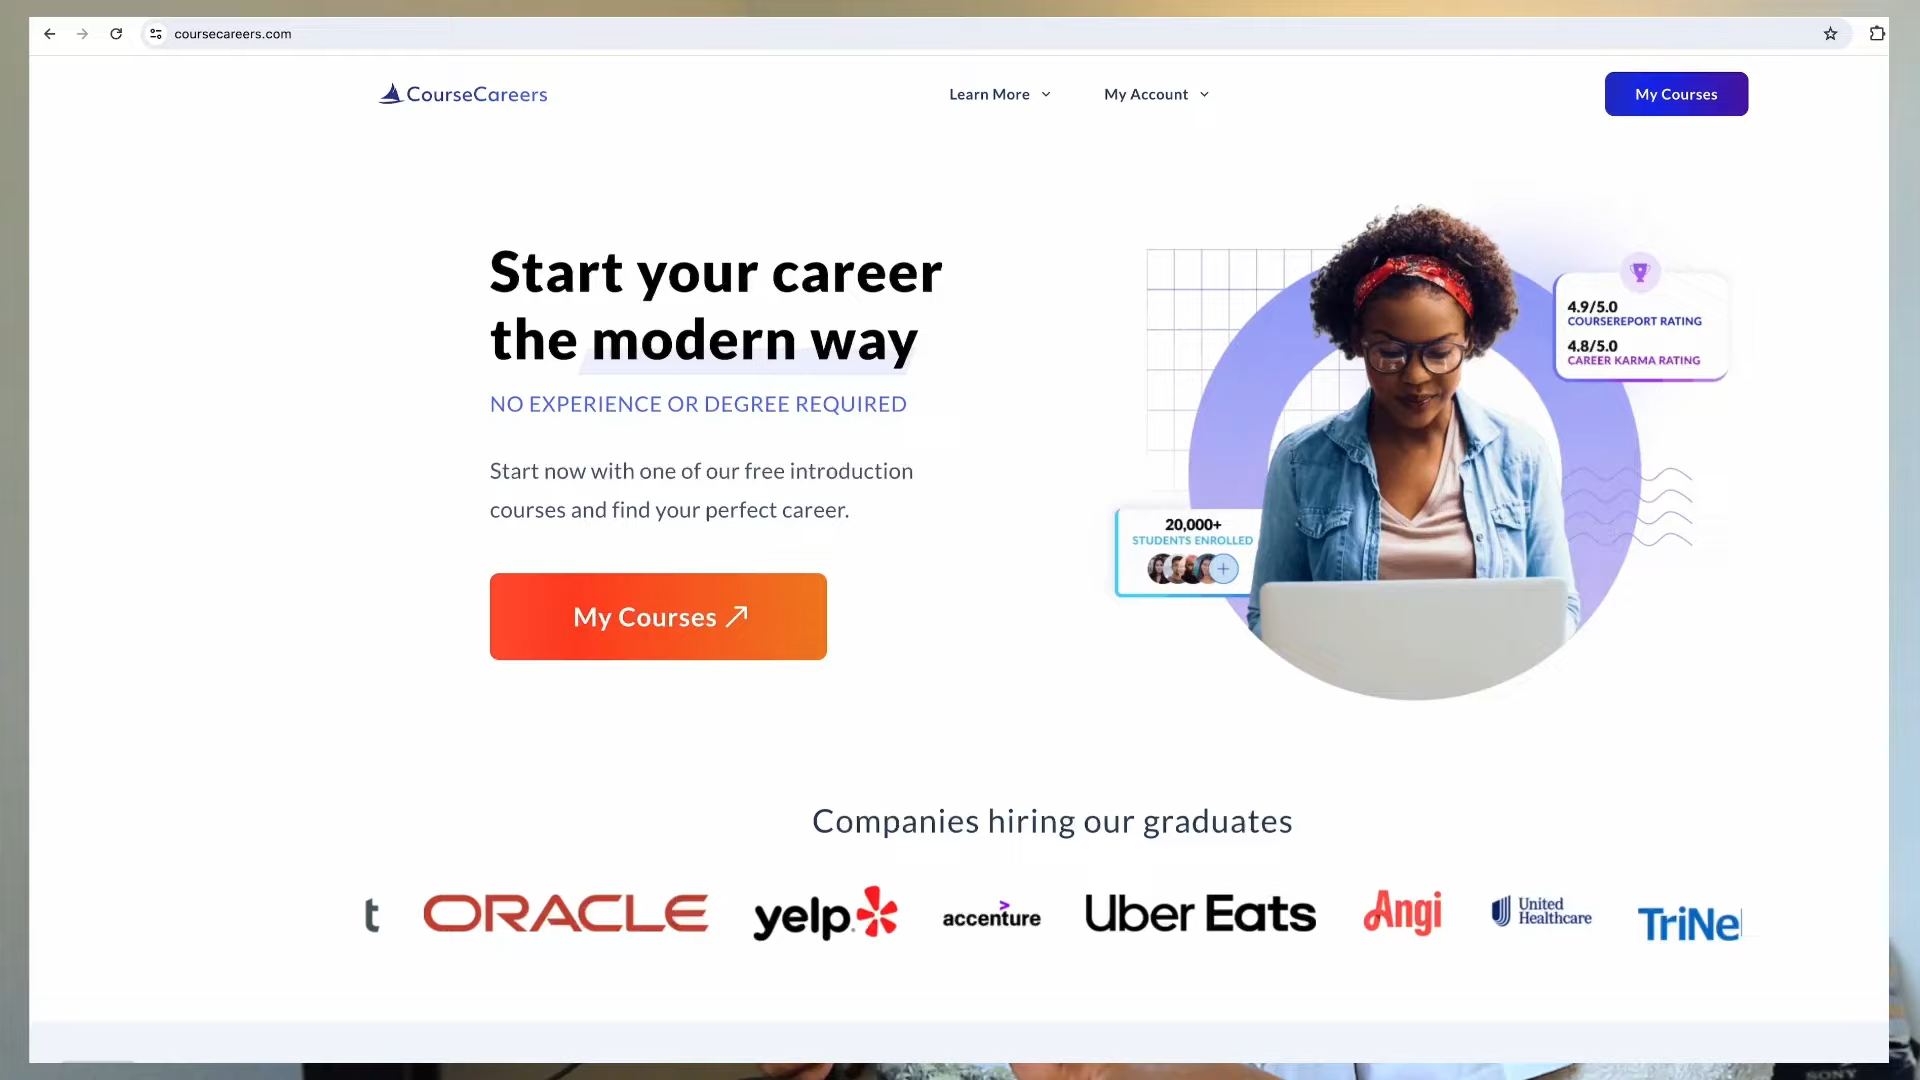 coursecareers.com
CourseCareers
Learn More
My Account
My Courses
Start your career
the modern way
NO EXPERIENCE OR DEGREE REQUIRED
Start now with one of our free introduction
courses and find your perfect career.
My Courses
4.9/5.0
COURSEREPORT RATING
4.8/5.0
CAREER KARMA RATING
20,000+
STUDENTS ENROLLED
Companies hiring our graduates
t
ORACLE
yelp
accenture
Uber Eats
Angi
United
Healthcare
TriNe
SONY